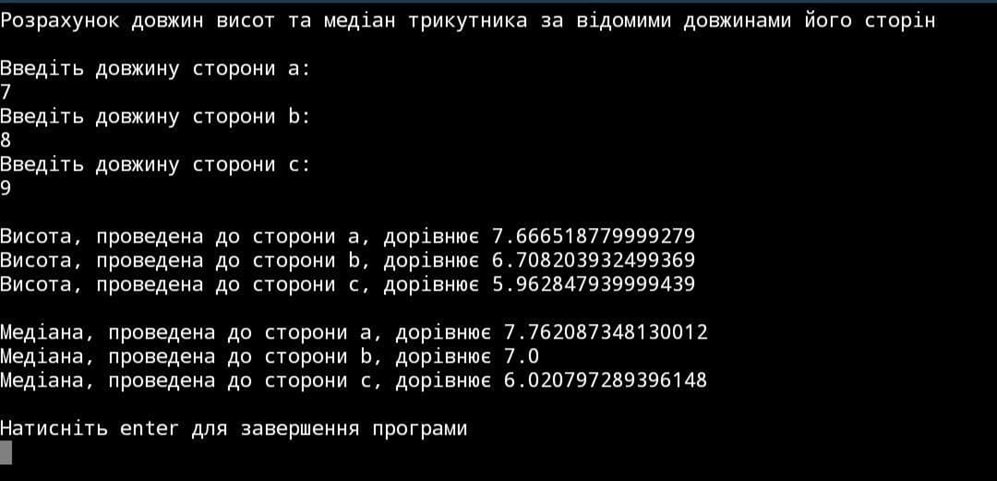 Розрахунок довжин висот та медіан трикутника за відомими довжинами його сторін
Введіть довжину сторони a:
7
Введіть довжину сторони b:
8
Введіть довжину сторони c:
9
Висота, проведена до сторони a, дорівнює 7.666518779999279
Висота, проведена до сторони b, дорівнює 6.708203932499369
Висота, проведена до сторони c, дорівнює 5.962847939999439
Медіана, проведена до сторони a, дорівнює 7.762087348130012
Медіана, проведена до сторони b, дорівнює 7.0
Медіана, проведена до сторони c, дорівнює 6.020797289396148
Натисніть enter для завершення програми